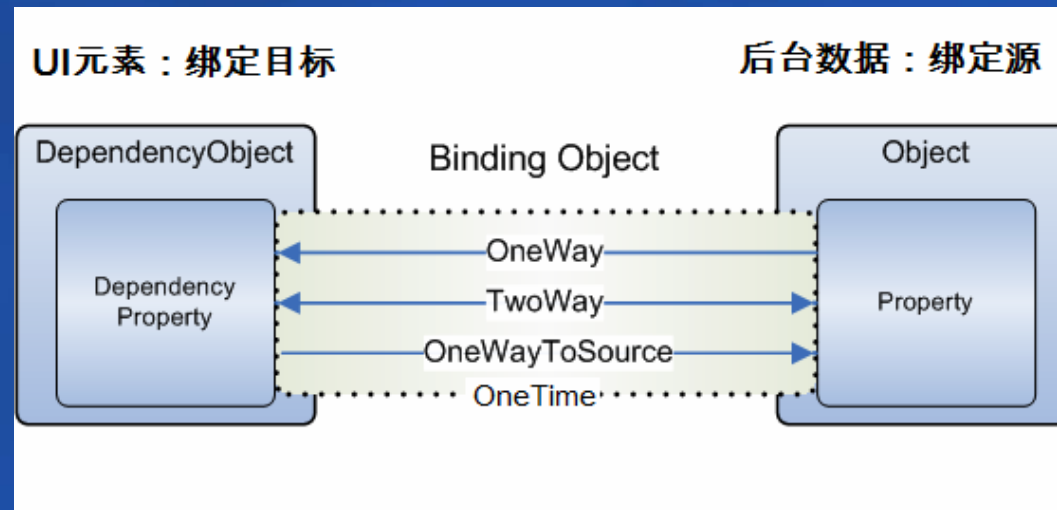 UI元素：绑定目标
后台数据：绑定源
DependencyObject
Binding Object
Object
OneWay
Dependency
Property
TwoWay
Property
OneWayToSource
OneTime